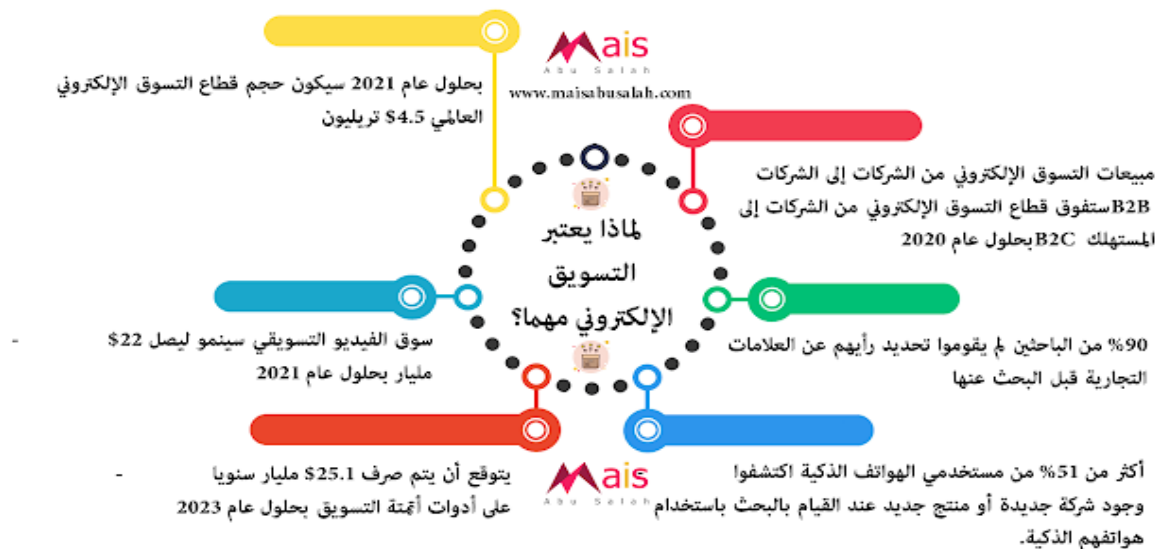 Mais
Abu Salah
www.maisabusalah.com
بحلول عام 2021 سيكون حجم قطاع التسوق الإلكتروني
العالمي 4.5$ تريليون
مبيعات التسوق الإلكتروني من الشركات إلى الشركات
B2Bستفوق قطاع التسوق الإلكتروني من الشركات إلى
المستهلك B2Cبحلول عام 2020
لماذا يعتبر
التسويق
الإلكتروني مهما؟
سوق الفيديو التسويقي سينمو ليصل 22$ -
مليار بحلول عام 2021
%90 من الباحثين لم يقوموا تحديد رأيهم عن العلامات
التجارية قبل البحث عنها
يتوقع أن يتم صرف 25.1$ مليار سنويا -
على أدوات أتمتة التسويق بحلول عام 2023
Mais
Abu Salah
أكثر من 51% من مستخدمي الهواتف الذكية اكتشفوا -
وجود شركة جديدة أو منتج جديد عند القيام بالبحث باستخدام
هواتفهم الذكية.